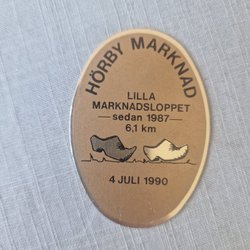 HÖRBY MARKNAD
LILLA
MARKNADSLOPPET
sedan 1987
6,1 km
4 JULI 1990